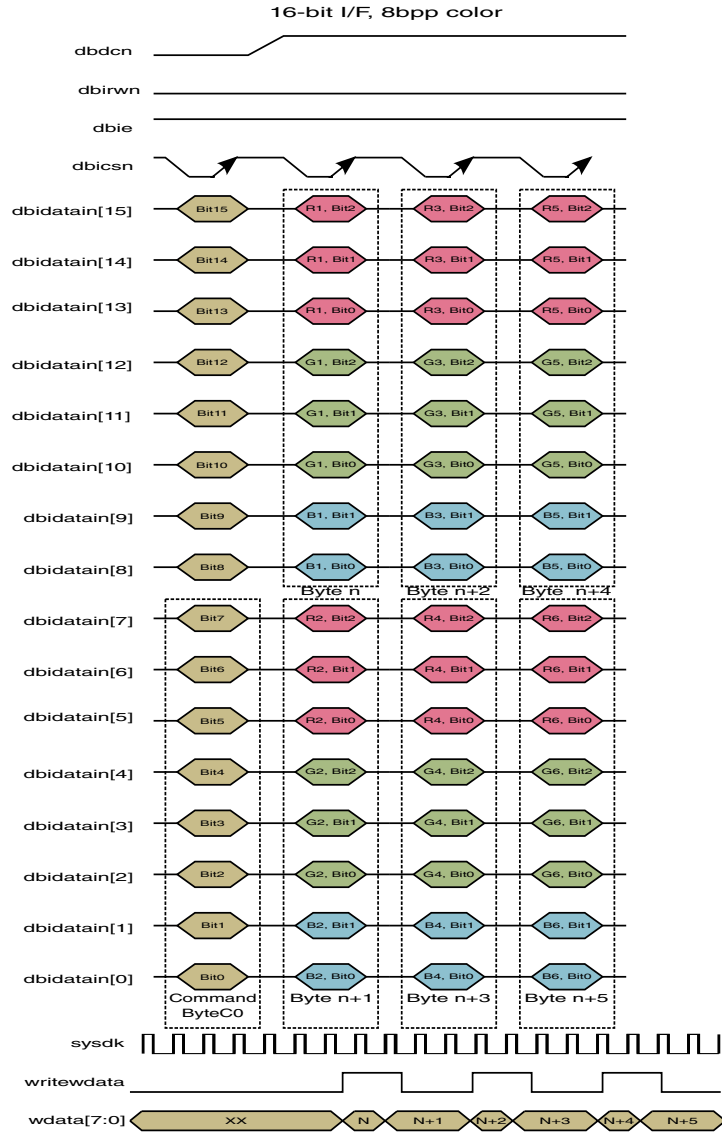 16-bit I/F, 8bpp color
dbdcn
dbirwn
dbie
dbicsn
dbidatain[15] Bit15 R1, Bit2 R3, Bit2 R5, Bit2
dbidatain[14] Bit14 R1, Bit1 R3, Bit1 R5, Bit1
dbidatain[13] Bit13 R1, Bit0 R3, Bit0 R5, Bit0
dbidatain[12] Bit12 G1, Bit2 G3, Bit2 G5, Bit2
dbidatain[11] Bit11 G1, Bit1 G3, Bit1 G5, Bit1
dbidatain[10] Bit10 G1, Bit0 G3, Bit0 G5, Bit0
dbidatain[9] Bit9 B1, Bit1 B3, Bit1 B5, Bit1
dbidatain[8] Bit8 B1, Bit0 B3, Bit0 B5, Bit0
Byte n Byte n+2 Byte n+4
dbidatain[7] Bit7 R2, Bit2 R4, Bit2 R6, Bit2
dbidatain[6] Bit6 R2, Bit1 R4, Bit1 R6, Bit1
dbidatain[5] Bit5 R2, Bit0 R4, Bit0 R6, Bit0
dbidatain[4] Bit4 G2, Bit2 G4, Bit2 G6, Bit2
dbidatain[3] Bit3 G2, Bit1 G4, Bit1 G6, Bit1
dbidatain[2] Bit2 G2, Bit0 G4, Bit0 G6, Bit0
dbidatain[1] Bit1 B2, Bit1 B4, Bit1 B6, Bit1
dbidatain[0] Bit0 B2, Bit0 B4, Bit0 B6, Bit0
Command Byte n+1 Byte n+3 Byte n+5
ByteC0
sysdk
writewdata
wdata[7:0] XX N N+1 N+2 N+3 N+4 N+5